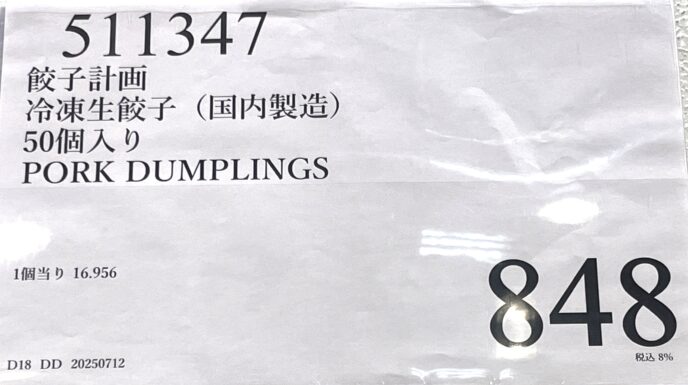 511347
餃子計画
冷凍生餃子（国内製造）
50個入り
PORK DUMPLINGS
1個当り 16.956
848
税込 8%
D18 DD 20250712